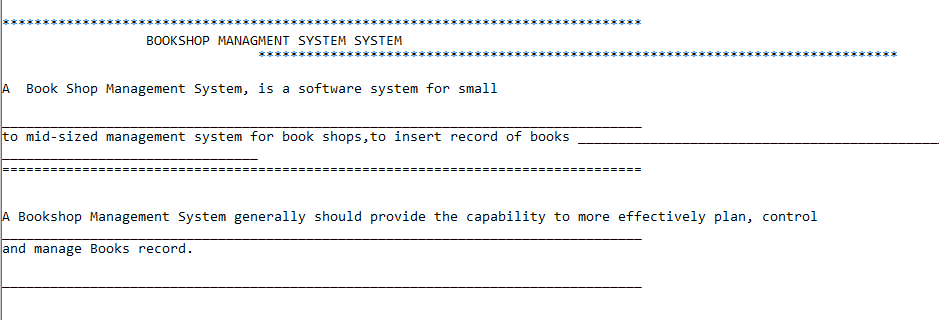 ********************************************************************************
BOOKSHOP MANAGMENT SYSTEM SYSTEM
********************************************************************************
A  Book Shop Management System, is a software system for small
________________________________________________________________________________
to mid-sized management system for book shops,to insert record of books _____________________________________________
________________________________
================================================================================
A Bookshop Management System generally should provide the capability to more effectively plan, control
________________________________________________________________________________
and manage Books record.
________________________________________________________________________________